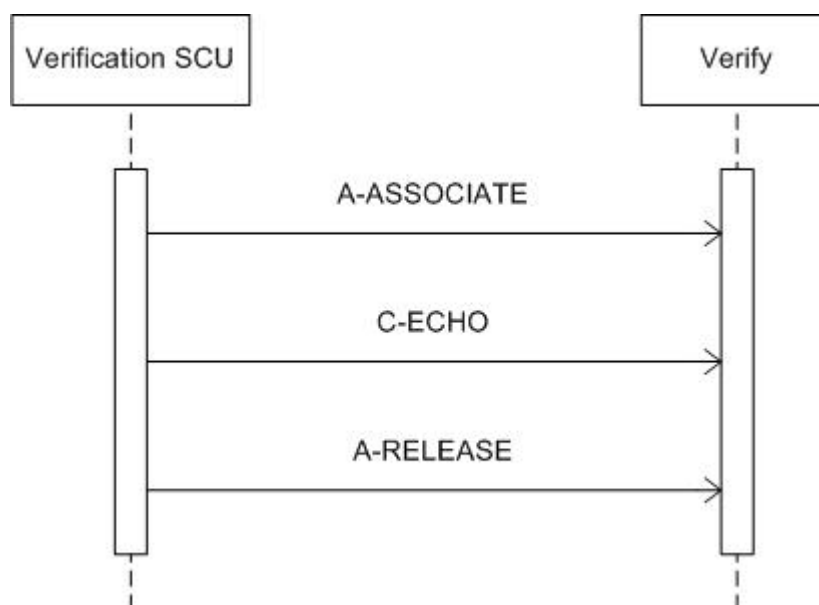 Verification SCU
Verify
A-ASSOCIATE
C-ECHO
A-RELEASE